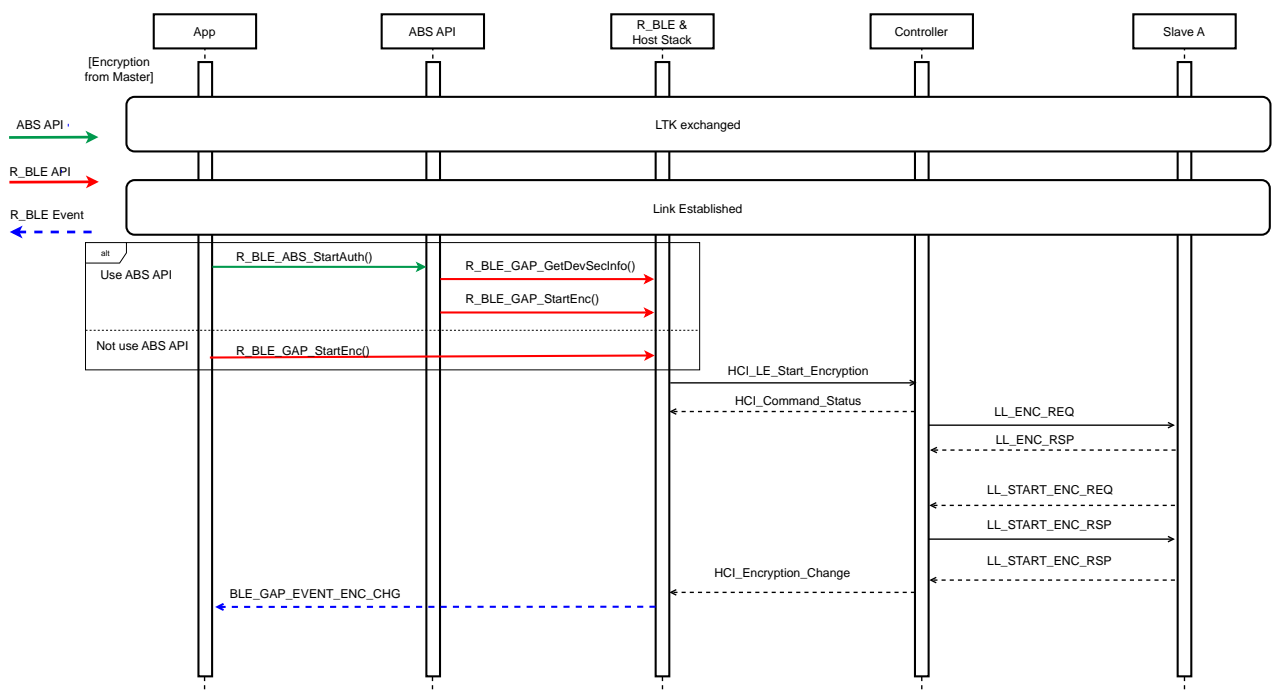 App
ABS API
R_BLE &
Host Stack
Controller
Slave A
[Encryption
from Master]
LTK exchanged
ABS API
R_BLE API
Link Established
R_BLE Event
alt
Use ABS API
R_BLE_ABS_StartAuth()
R_BLE_GAP_GetDevSecInfo()
R_BLE_GAP_StartEnc()
Not use ABS API
R_BLE_GAP_StartEnc()
HCI_LE_Start_Encryption
HCI_Command_Status
LL_ENC_REQ
LL_ENC_RSP
LL_START_ENC_REQ
LL_START_ENC_RSP
LL_START_ENC_RSP
HCI_Encryption_Change
BLE_GAP_EVENT_ENC_CHG